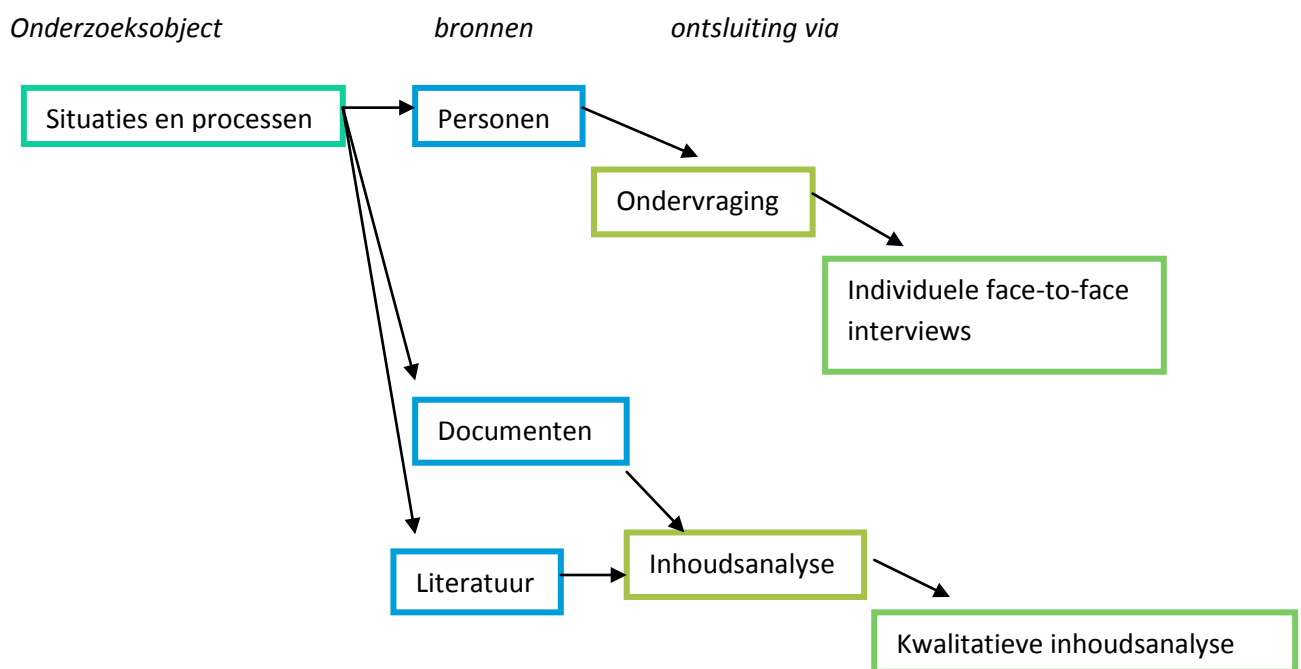 Onderzoeksobject bronnen ontsluiting via
Situaties en processen
Personen
Ondervraging
Individuele face-to-face
interviews
Documenten
Literatuur
Inhoudsanalyse
Kwalitatieve inhoudsanalyse